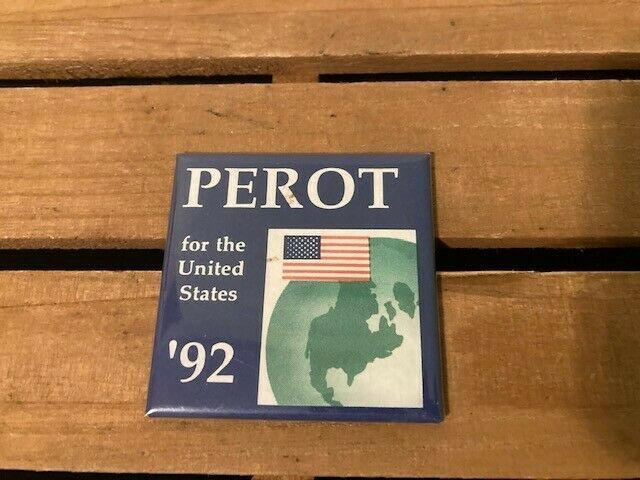 PEROT
for the
United
States
'92